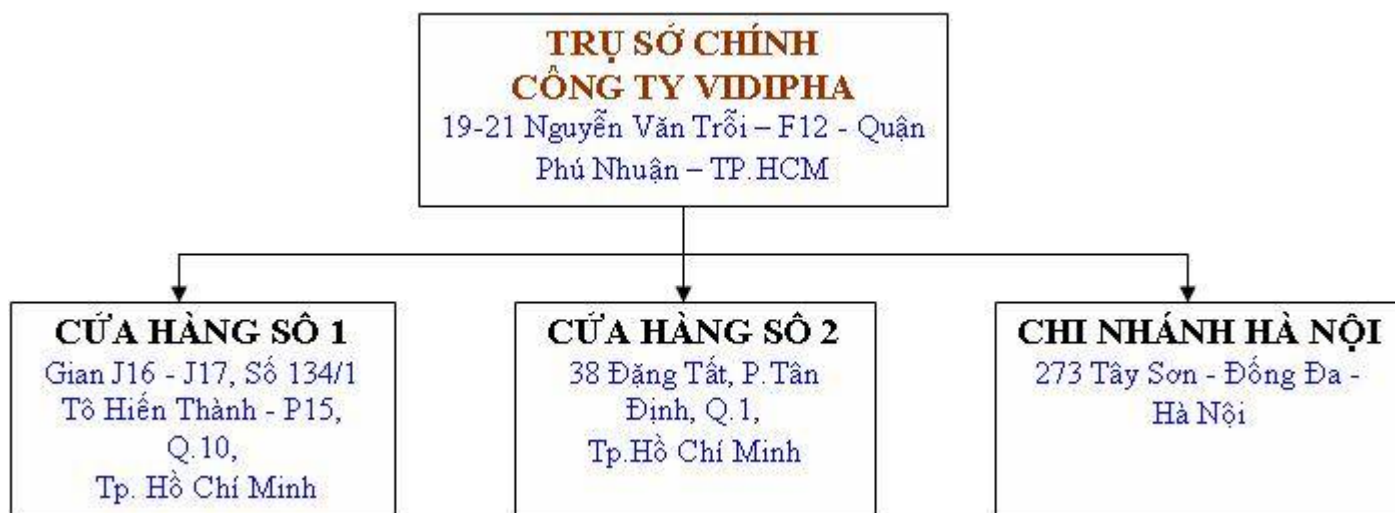 TRỤ SỞ CHÍNH
CÔNG TY VIDIPHA
19-21 Nguyễn Văn Trỗi – F12 - Quận
Phú Nhuận – TP.HCM
CỬA HÀNG SỐ 1
Gian J16 - J17, Số 134/1
Tô Hiến Thành - P15,
Q.10,
Tp. Hồ Chí Minh
CỬA HÀNG SỐ 2
38 Đặng Tất, P.Tân
Định, Q.1,
Tp.Hồ Chí Minh
CHI NHÁNH HÀ NỘI
273 Tây Sơn - Đống Đa -
Hà Nội